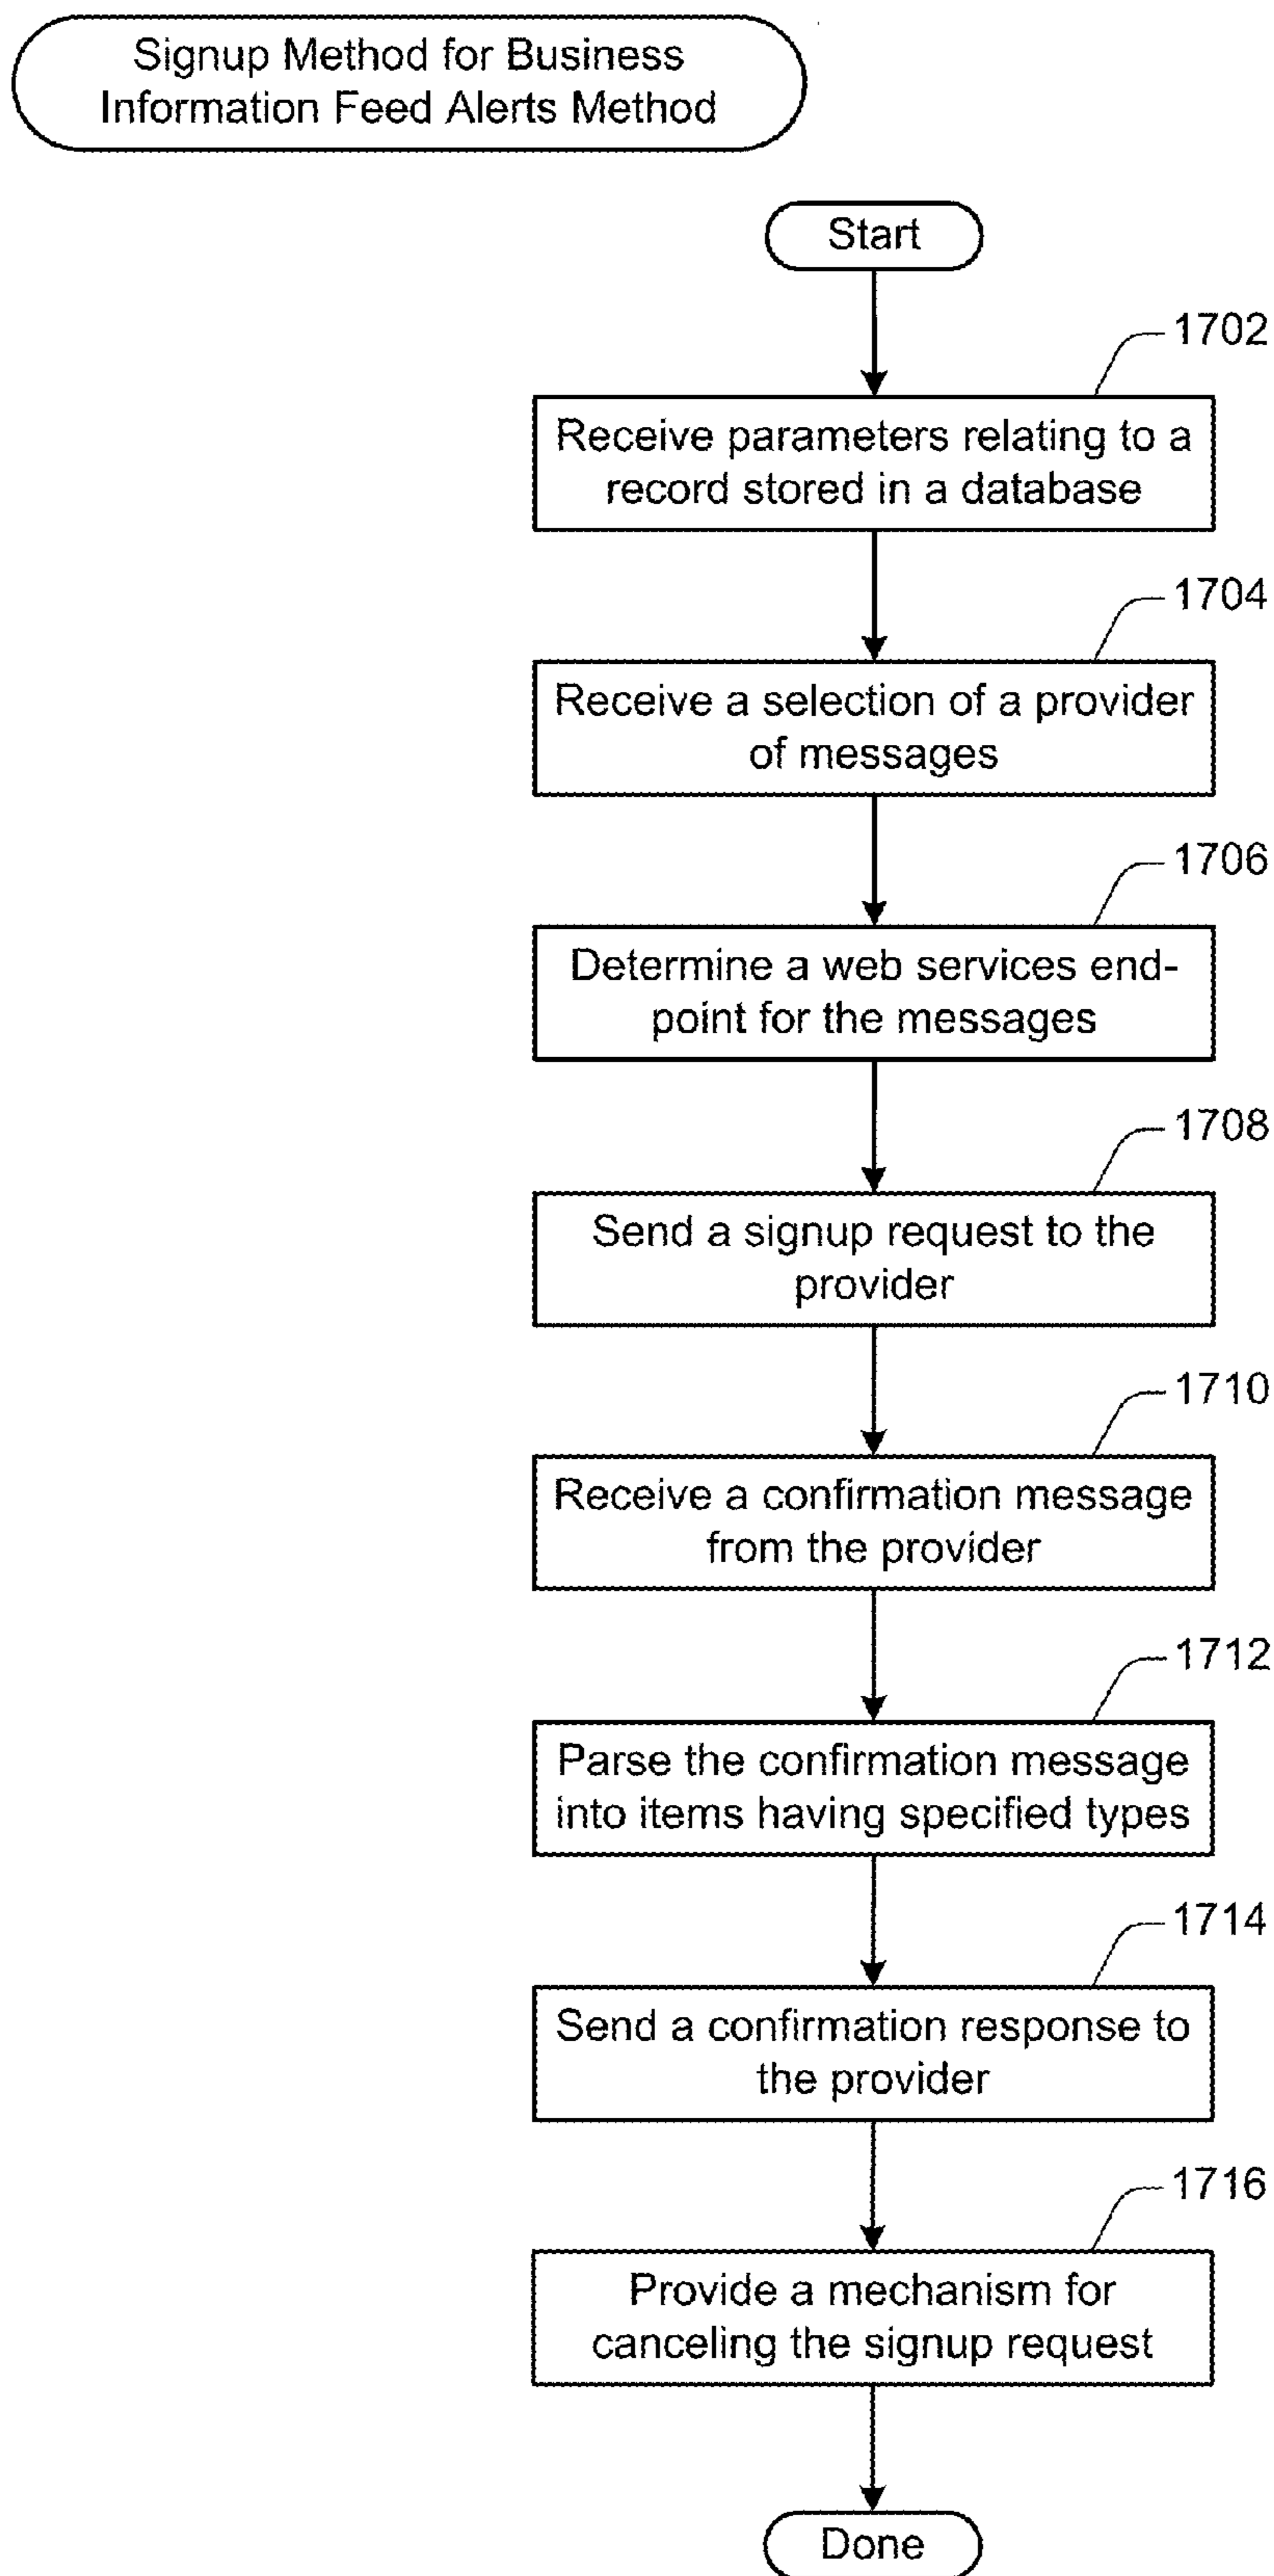 Signup Method for Business
Information Feed Alerts Method
Start
1702
Receive parameters relating to a
record stored in a database
1704
Receive a selection of a provider
of messages
1706
Determine a web services end-
point for the messages
1708
Send a signup request to the
provider
1710
Receive a confirmation message
from the provider
1712
Parse the confirmation message
into items having specified types
1714
Send a confirmation response to
the provider
1716
Provide a mechanism for
canceling the signup request
Done